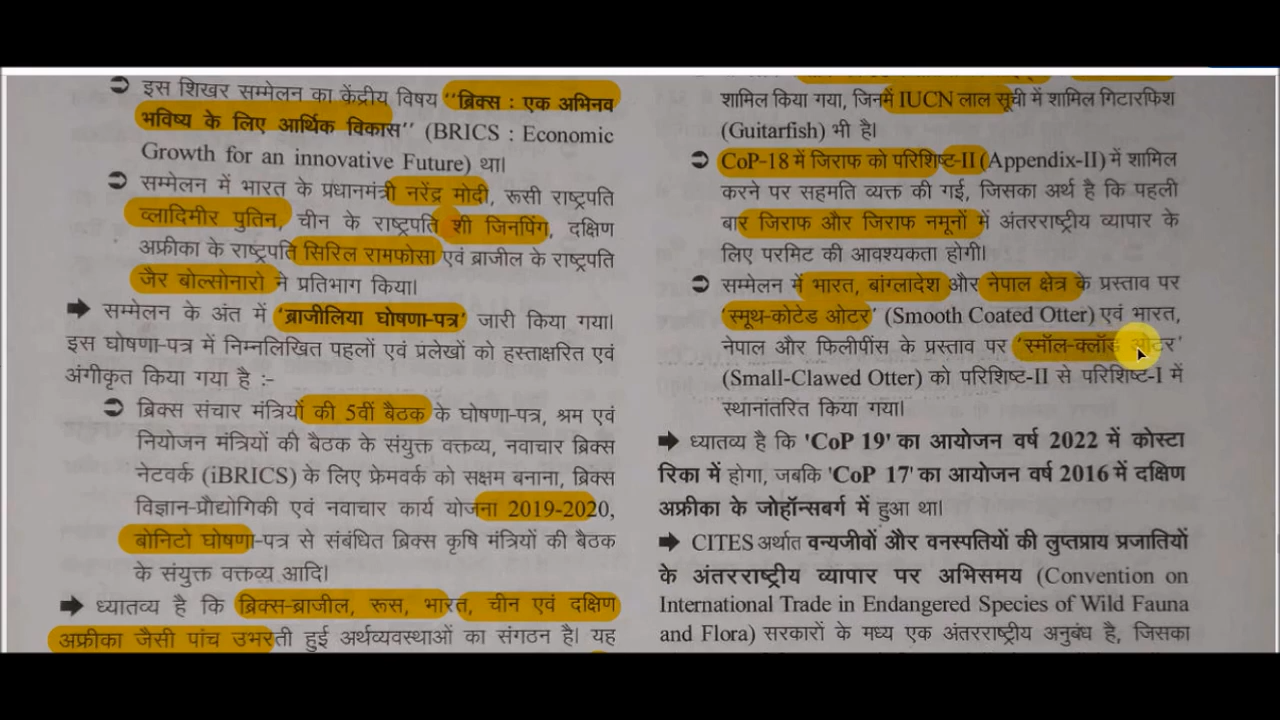 इस शिखर सम्मेलन का केंद्रीय विषय ''ब्रिक्स : एक अभिनव
भविष्य के लिए आर्थिक विकास'' (BRICS : Economic
Growth for an innovative Future) था।
सम्मेलन में भारत के प्रधानमंत्री नरेंद्र मोदी, रूसी राष्ट्रपति
व्लादिमीर पुतिन, चीन के राष्ट्रपति शी जिनपिंग, दक्षिण
अफ्रीका के राष्ट्रपति सिरिल रामफोसा एवं ब्राजील के राष्ट्रपति
जैर बोल्सोनारो ने प्रतिभाग किया।
सम्मेलन के अंत में 'ब्राजीलिया घोषणा-पत्र' जारी किया गया।
इस घोषणा-पत्र में निम्नलिखित पहलों एवं प्रलेखों को हस्ताक्षरित एवं
अंगीकृत किया गया है :-
ब्रिक्स संचार मंत्रियों की 5वीं बैठक के घोषणा-पत्र, श्रम एवं
नियोजन मंत्रियों की बैठक के संयुक्त वक्तव्य, नवाचार ब्रिक्स
नेटवर्क (iBRICS) के लिए फ्रेमवर्क को सक्षम बनाना, ब्रिक्स
विज्ञान-प्रौद्योगिकी एवं नवाचार कार्य योजना 2019-2020,
बोनिटो घोषणा-पत्र से संबंधित ब्रिक्स कृषि मंत्रियों की बैठक
के संयुक्त वक्तव्य आदि।
ध्यातव्य है कि ब्रिक्स-ब्राजील, रूस, भारत, चीन एवं दक्षिण
अफ्रीका जैसी पांच उभरती हुई अर्थव्यवस्थाओं का संगठन है। यह
शामिल किया गया, जिनमें IUCN लाल सूची में शामिल गिटारफिश
(Guitarfish) भी है।
CoP-18 में जिराफ को परिशिष्ट-II (Appendix-II) में शामिल
करने पर सहमति व्यक्त की गई, जिसका अर्थ है कि पहली
बार जिराफ और जिराफ नमूनों में अंतरराष्ट्रीय व्यापार के
लिए परमिट की आवश्यकता होगी।
सम्मेलन में भारत, बांग्लादेश और नेपाल क्षेत्र के प्रस्ताव पर
'स्मूथ-कोटेड ओटर' (Smooth Coated Otter) एवं भारत,
नेपाल और फिलीपींस के प्रस्ताव पर 'स्मॉल-क्लॉड ओटर'
(Small-Clawed Otter) को परिशिष्ट-II से परिशिष्ट-I में
स्थानांतरित किया गया।
ध्यातव्य है कि 'CoP 19' का आयोजन वर्ष 2022 में कोस्टा
रिका में होगा, जबकि 'CoP 17' का आयोजन वर्ष 2016 में दक्षिण
अफ्रीका के जोहॉन्सबर्ग में हुआ था।
CITES अर्थात वन्यजीवों और वनस्पतियों की लुप्तप्राय प्रजातियों
के अंतरराष्ट्रीय व्यापार पर अभिसमय (Convention on
International Trade in Endangered Species of Wild Fauna
and Flora) सरकारों के मध्य एक अंतरराष्ट्रीय अनुबंध है, जिसका